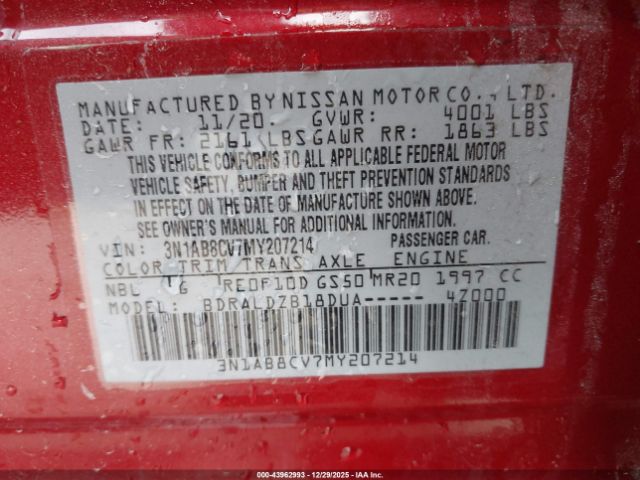 MANUFACTURED BY NISSAN MOTOR CO., LTD.
DATE: 11/20 GVWR: 4001 LBS
GAWR FR: 2161 LBS GAWR RR: 1863 LBS
THIS VEHICLE CONFORMS TO ALL APPLICABLE FEDERAL MOTOR
VEHICLE SAFETY, BUMPER AND THEFT PREVENTION STANDARDS
IN EFFECT ON THE DATE OF MANUFACTURE SHOWN ABOVE.
SEE OWNER'S MANUAL FOR ADDITIONAL INFORMATION.
VIN: 3N1AB8CV7MY207214 PASSENGER CAR.
COLOR TRIM TRANS AXLE ENGINE
NBL G RE0F10D GS50 MR20 1997 CC
MODEL: BDRALDZB18DUA----- 4Z000
3N1AB8CV7MY207214
Copart
000-43962993 - 12/29/2025 - IAA Inc.